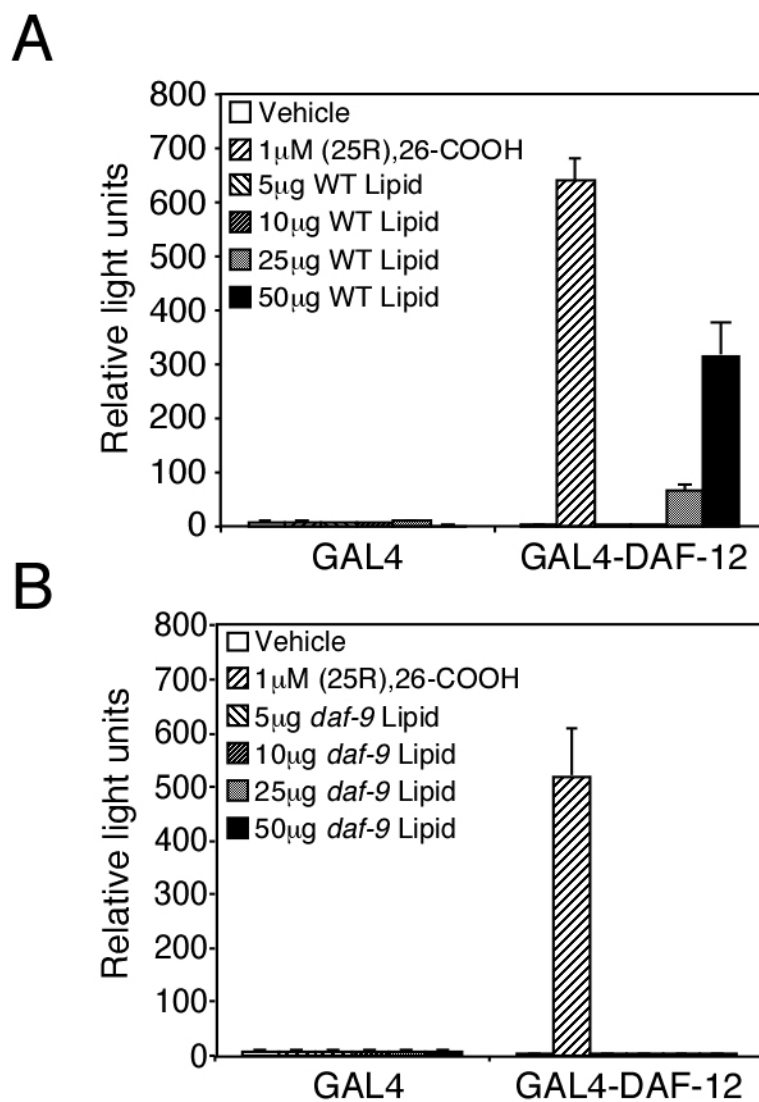 A
Relative light units
800
700
600
500
400
300
200
100
0
Vehicle
1μM (25R),26-COOH
5μg WT Lipid
10μg WT Lipid
25μg WT Lipid
50μg WT Lipid
GAL4
GAL4-DAF-12
B
Relative light units
800
700
600
500
400
300
200
100
0
Vehicle
1μM (25R),26-COOH
5μg daf-9 Lipid
10μg daf-9 Lipid
25μg daf-9 Lipid
50μg daf-9 Lipid
GAL4
GAL4-DAF-12